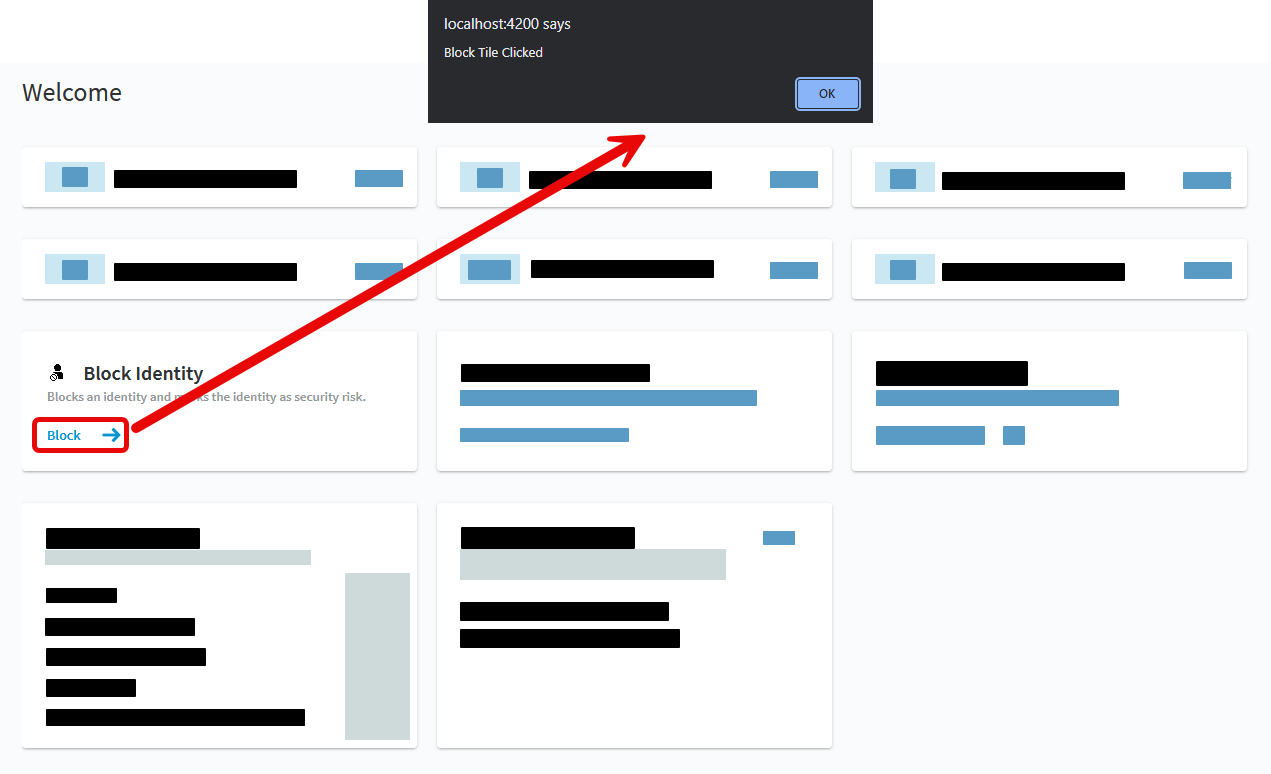 localhost:4200 says
Block Tile Clicked
OK
Welcome
Block Identity
Blocks an identity and marks the identity as security risk.
Block